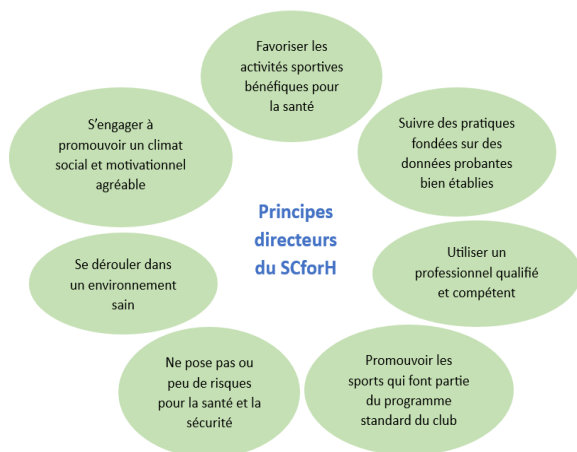 Favoriser les
activités sportives
bénéfiques pour
la santé
S'engager à
promouvoir un climat
social et motivationnel
agréable
Suivre des pratiques
fondées sur des
données probantes
bien établies
Principes
directeurs
du SCforH
Se dérouler dans
un environnement
sain
Utiliser un
professionnel qualifié
et compétent
Ne pose pas ou
peu de risques
pour la santé et la
sécurité
Promouvoir les
sports qui font partie
du programme
standard du club